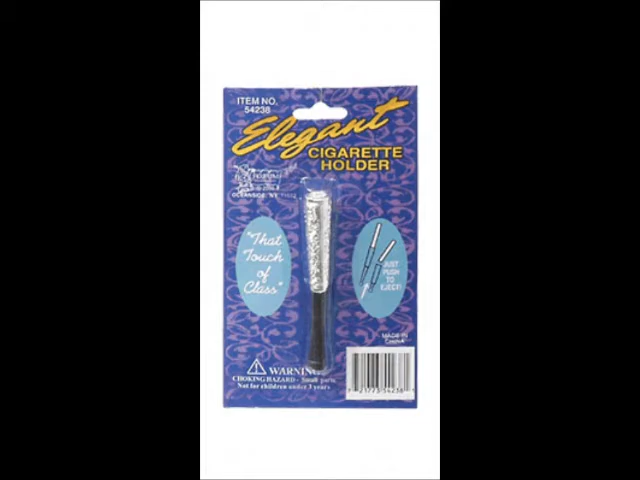 ITEM NO.
54238
Elegant
CIGARETTE
HOLDER
OCEANSIDE, NY 11572
"That
Touch
of
Class"
JUST
PUSH
TO
EJECT!
MADE IN
CHINA
WARNING:
CHOKING HAZARD - Small parts
Not for children under 3 years